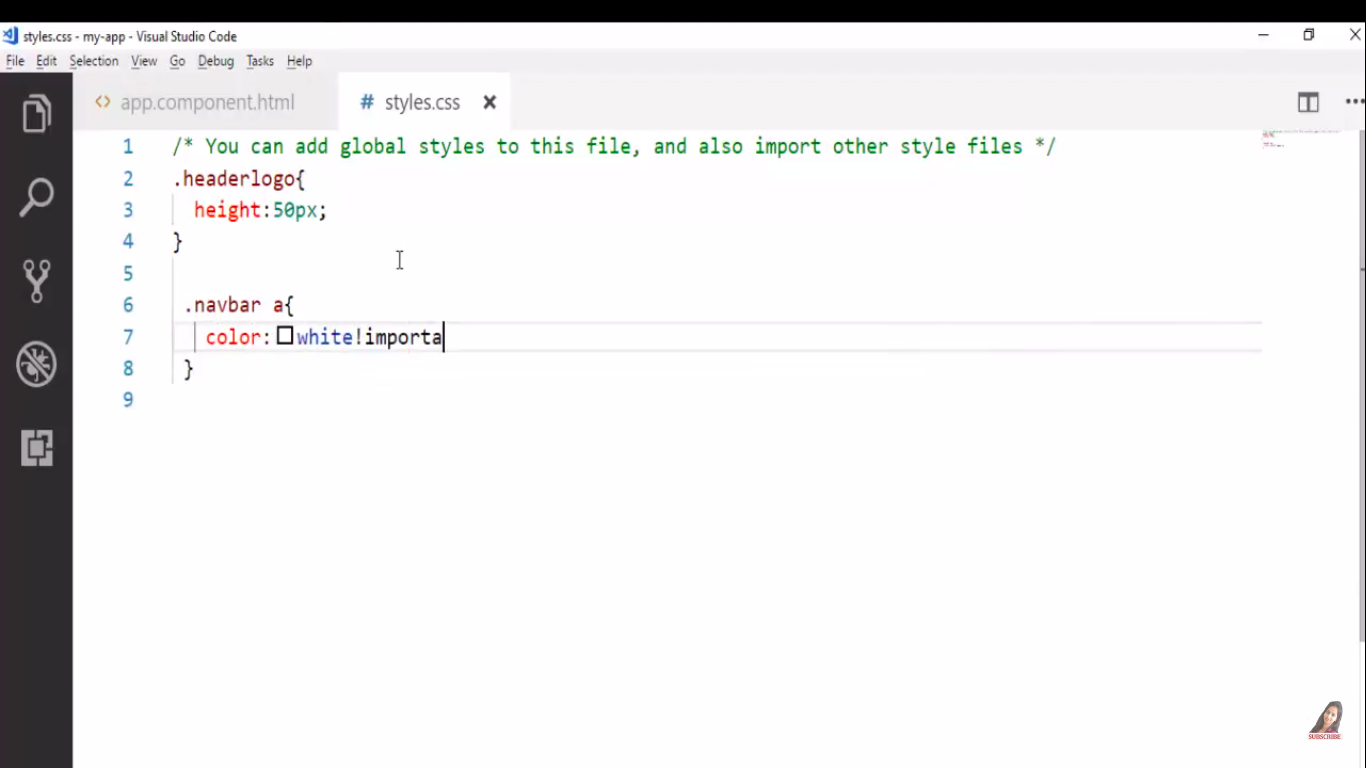 styles.css - my-app - Visual Studio Code
File Edit Selection View Go Debug Tasks Help
app.component.html
styles.css
1 /* You can add global styles to this file, and also import other style files */
2 .headerlogo{
3 height:50px;
4 }
5
6 .navbar a{
7 color:white!importa
8 }
9
SUBSCRIBE